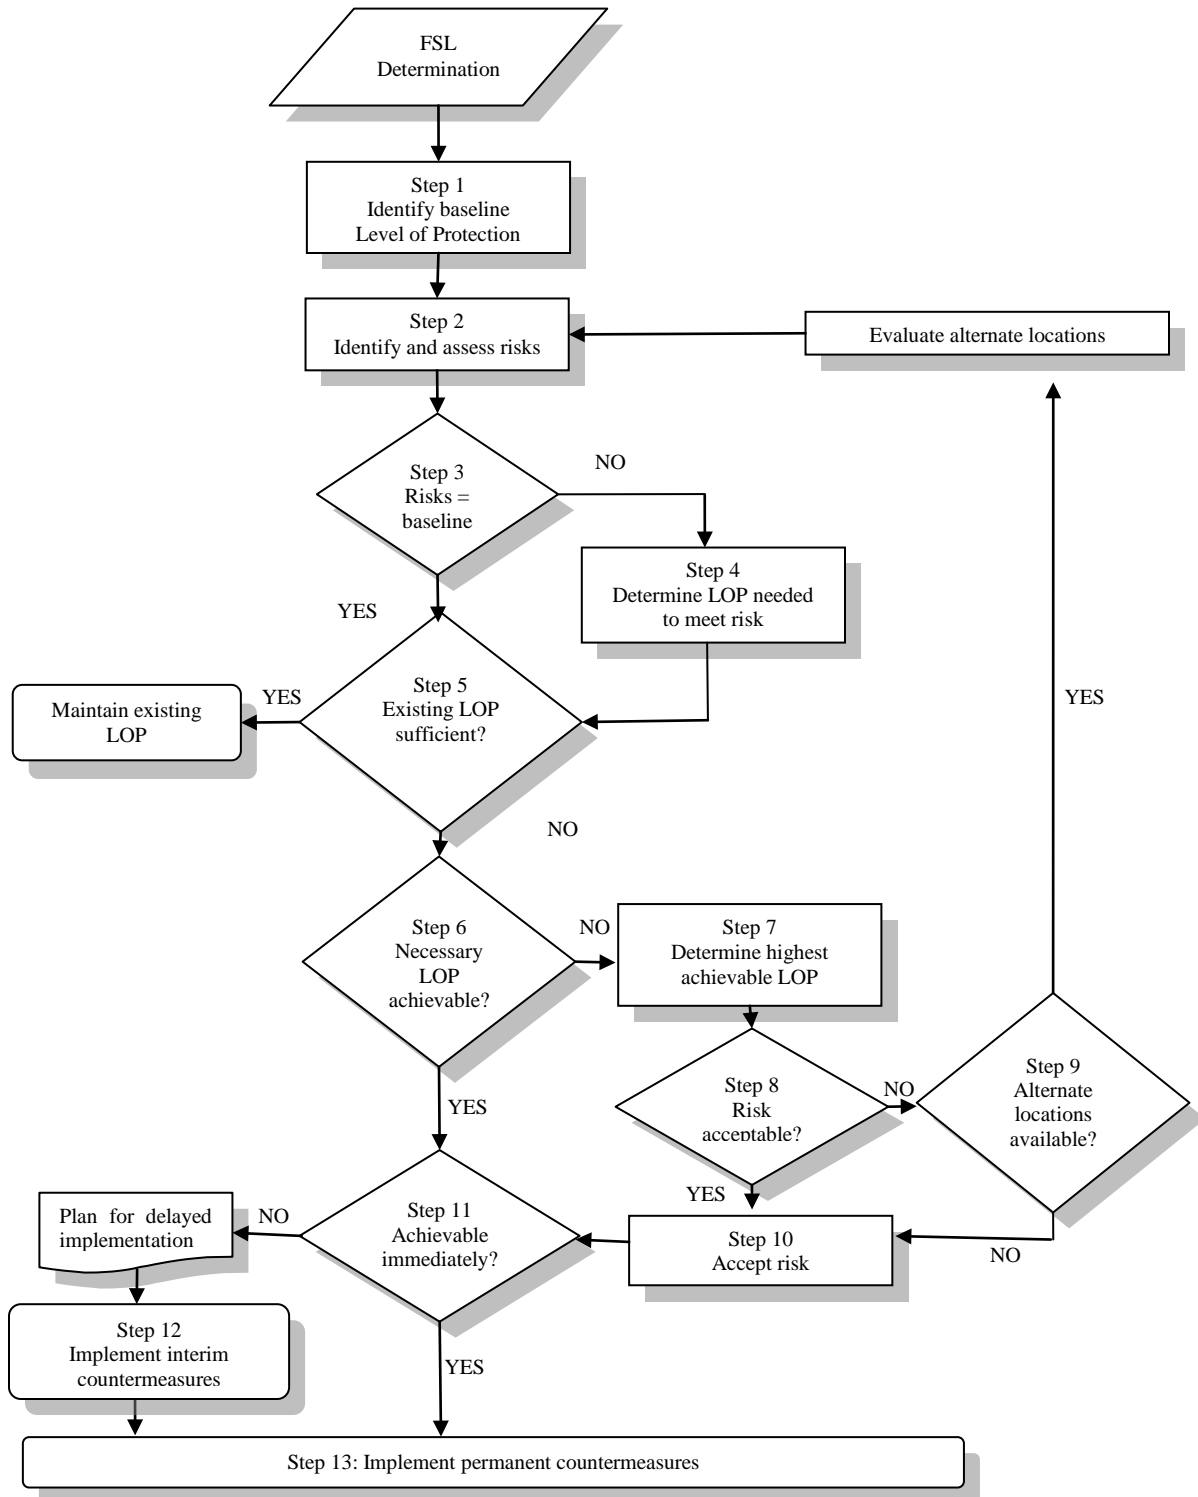 FSL
Determination
Step 1
Identify baseline
Level of Protection
Step 2
Identify and assess risks
Evaluate alternate locations
Step 3
Risks =
baseline
NO
Step 4
Determine LOP needed
to meet risk
YES
Step 5
Existing LOP
sufficient?
YES
Maintain existing
LOP
YES
NO
Step 6
Necessary
LOP
achievable?
NO
Step 7
Determine highest
achievable LOP
Step 8
Risk
acceptable?
NO
Step 9
Alternate
locations
available?
YES
YES
NO
Step 10
Accept risk
Step 11
Achievable
immediately?
NO
Plan for delayed
implementation
Step 12
Implement interim
countermeasures
YES
Step 13: Implement permanent countermeasures